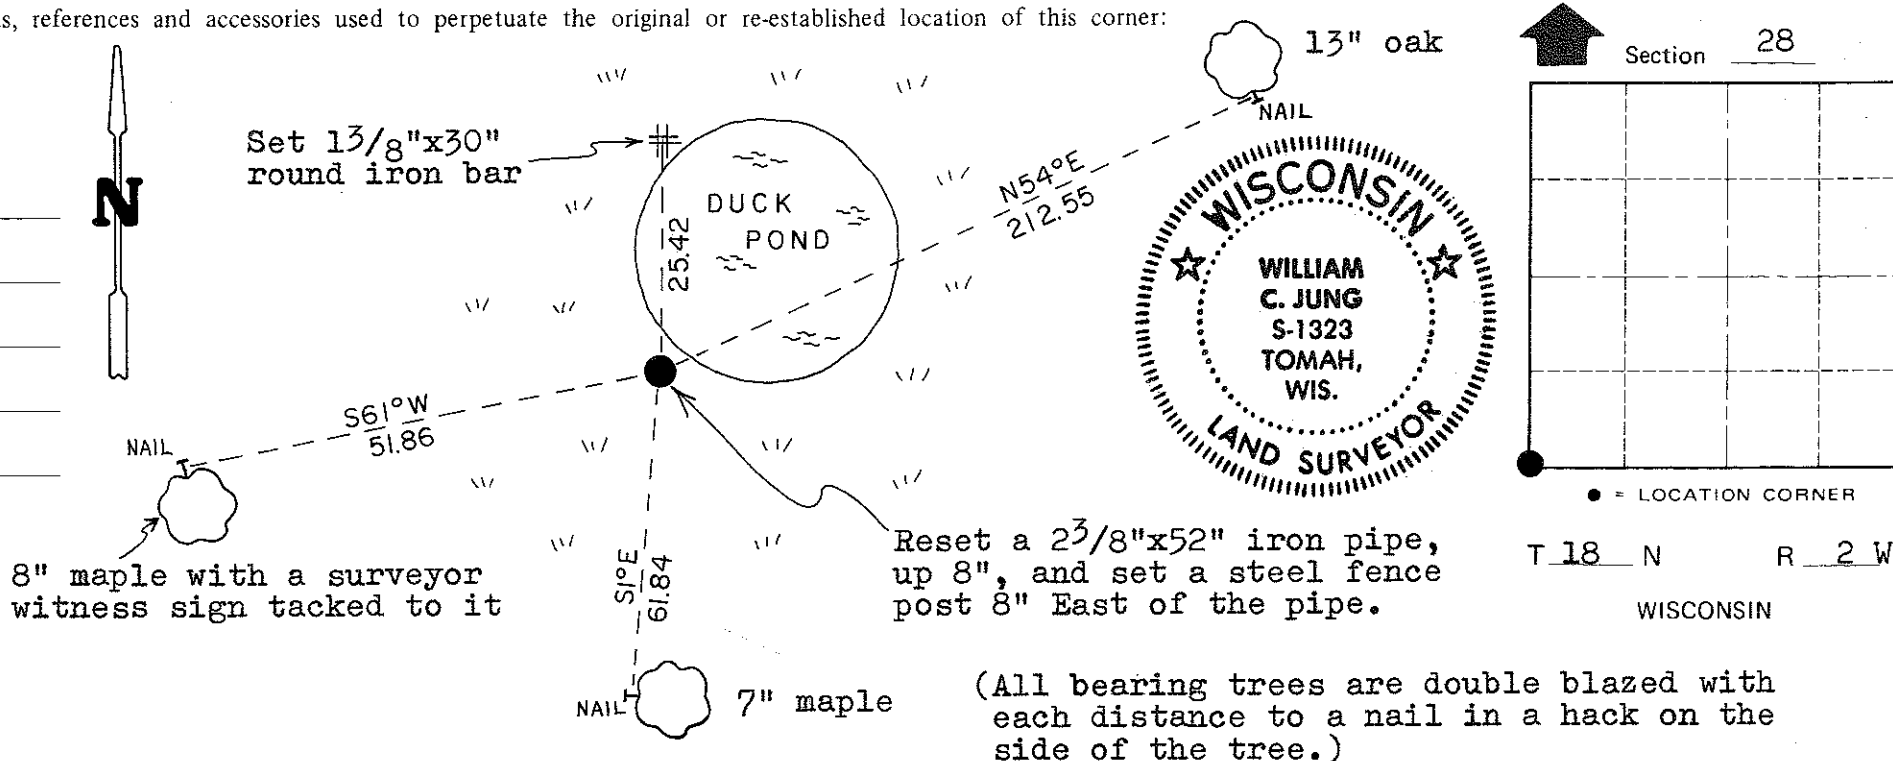 s, references and accessories used to perpetuate the original or re-established location of this corner:
13" oak
NAIL
Set 1 3/8"x30"
round iron bar
N
DUCK
POND
25.42
N54°E
212.55
S61°W
51.86
NAIL
8" maple with a surveyor
witness sign tacked to it
S1°E
61.84
NAIL
7" maple
Reset a 2 3/8"x52" iron pipe,
up 8", and set a steel fence
post 8" East of the pipe.
(All bearing trees are double blazed with
each distance to a nail in a hack on the
side of the tree.)
WISCONSIN
WILLIAM
C. JUNG
S-1323
TOMAH,
WIS.
LAND SURVEYOR
Section 28
= LOCATION CORNER
T 18 N R 2 W
WISCONSIN